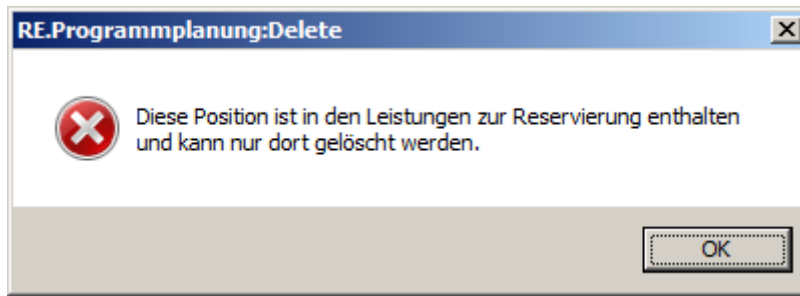 RE.Programmplanung:Delete
Diese Position ist in den Leistungen zur Reservierung enthalten
und kann nur dort gelöscht werden.
OK